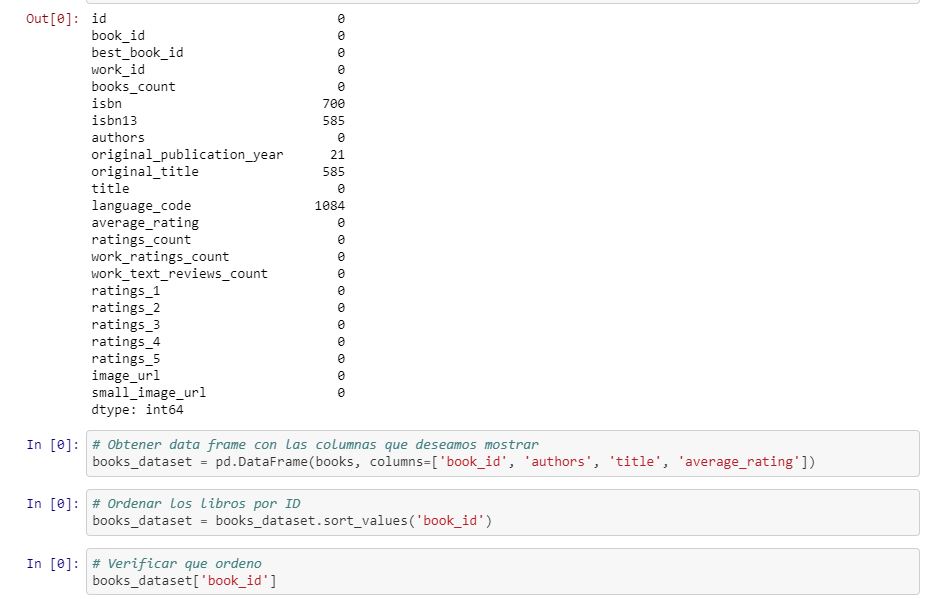 Out[0]: id 0
book_id 0
best_book_id 0
work_id 0
books_count 0
isbn 700
isbn13 585
authors 0
original_publication_year 21
original_title 585
title 0
language_code 1084
average_rating 0
ratings_count 0
work_ratings_count 0
work_text_reviews_count 0
ratings_1 0
ratings_2 0
ratings_3 0
ratings_4 0
ratings_5 0
image_url 0
small_image_url 0
dtype: int64
In [0]: # Obtener data frame con las columnas que deseamos mostrar
books_dataset = pd.DataFrame(books, columns=['book_id', 'authors', 'title', 'average_rating'])
In [0]: # Ordenar los libros por ID
books_dataset = books_dataset.sort_values('book_id')
In [0]: # Verificar que ordeno
books_dataset['book_id']